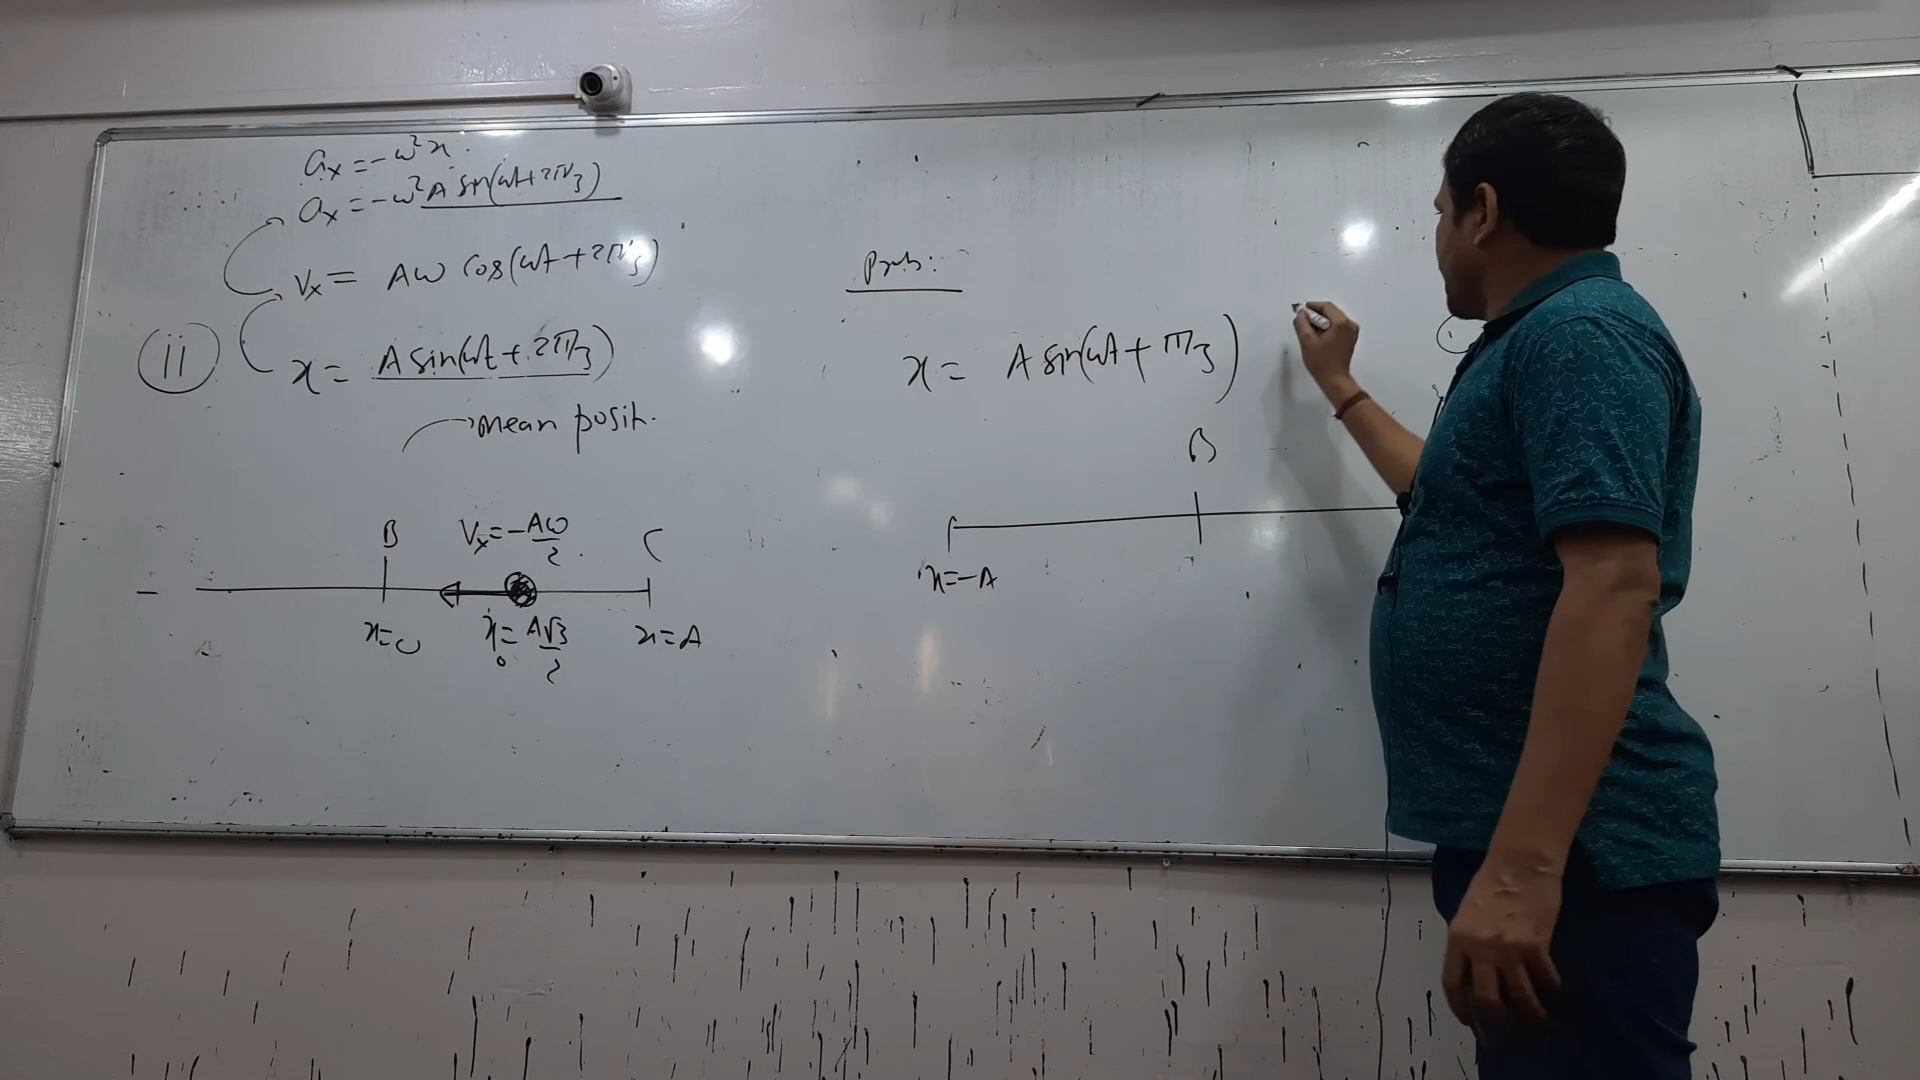 aₓ = -ω²x.
aₓ = -ω² A sin(ωt + 2π/3)
Vₓ = Aω cos(ωt + 2π/3)
(ii) x = A sin(ωt + 2π/3)
→ mean posit.
B Vₓ = -Aω/2 . C
x=0 x₀ = A√3/2 x=A
Prob:
x = A sin(ωt + π/3)
B
x=-A